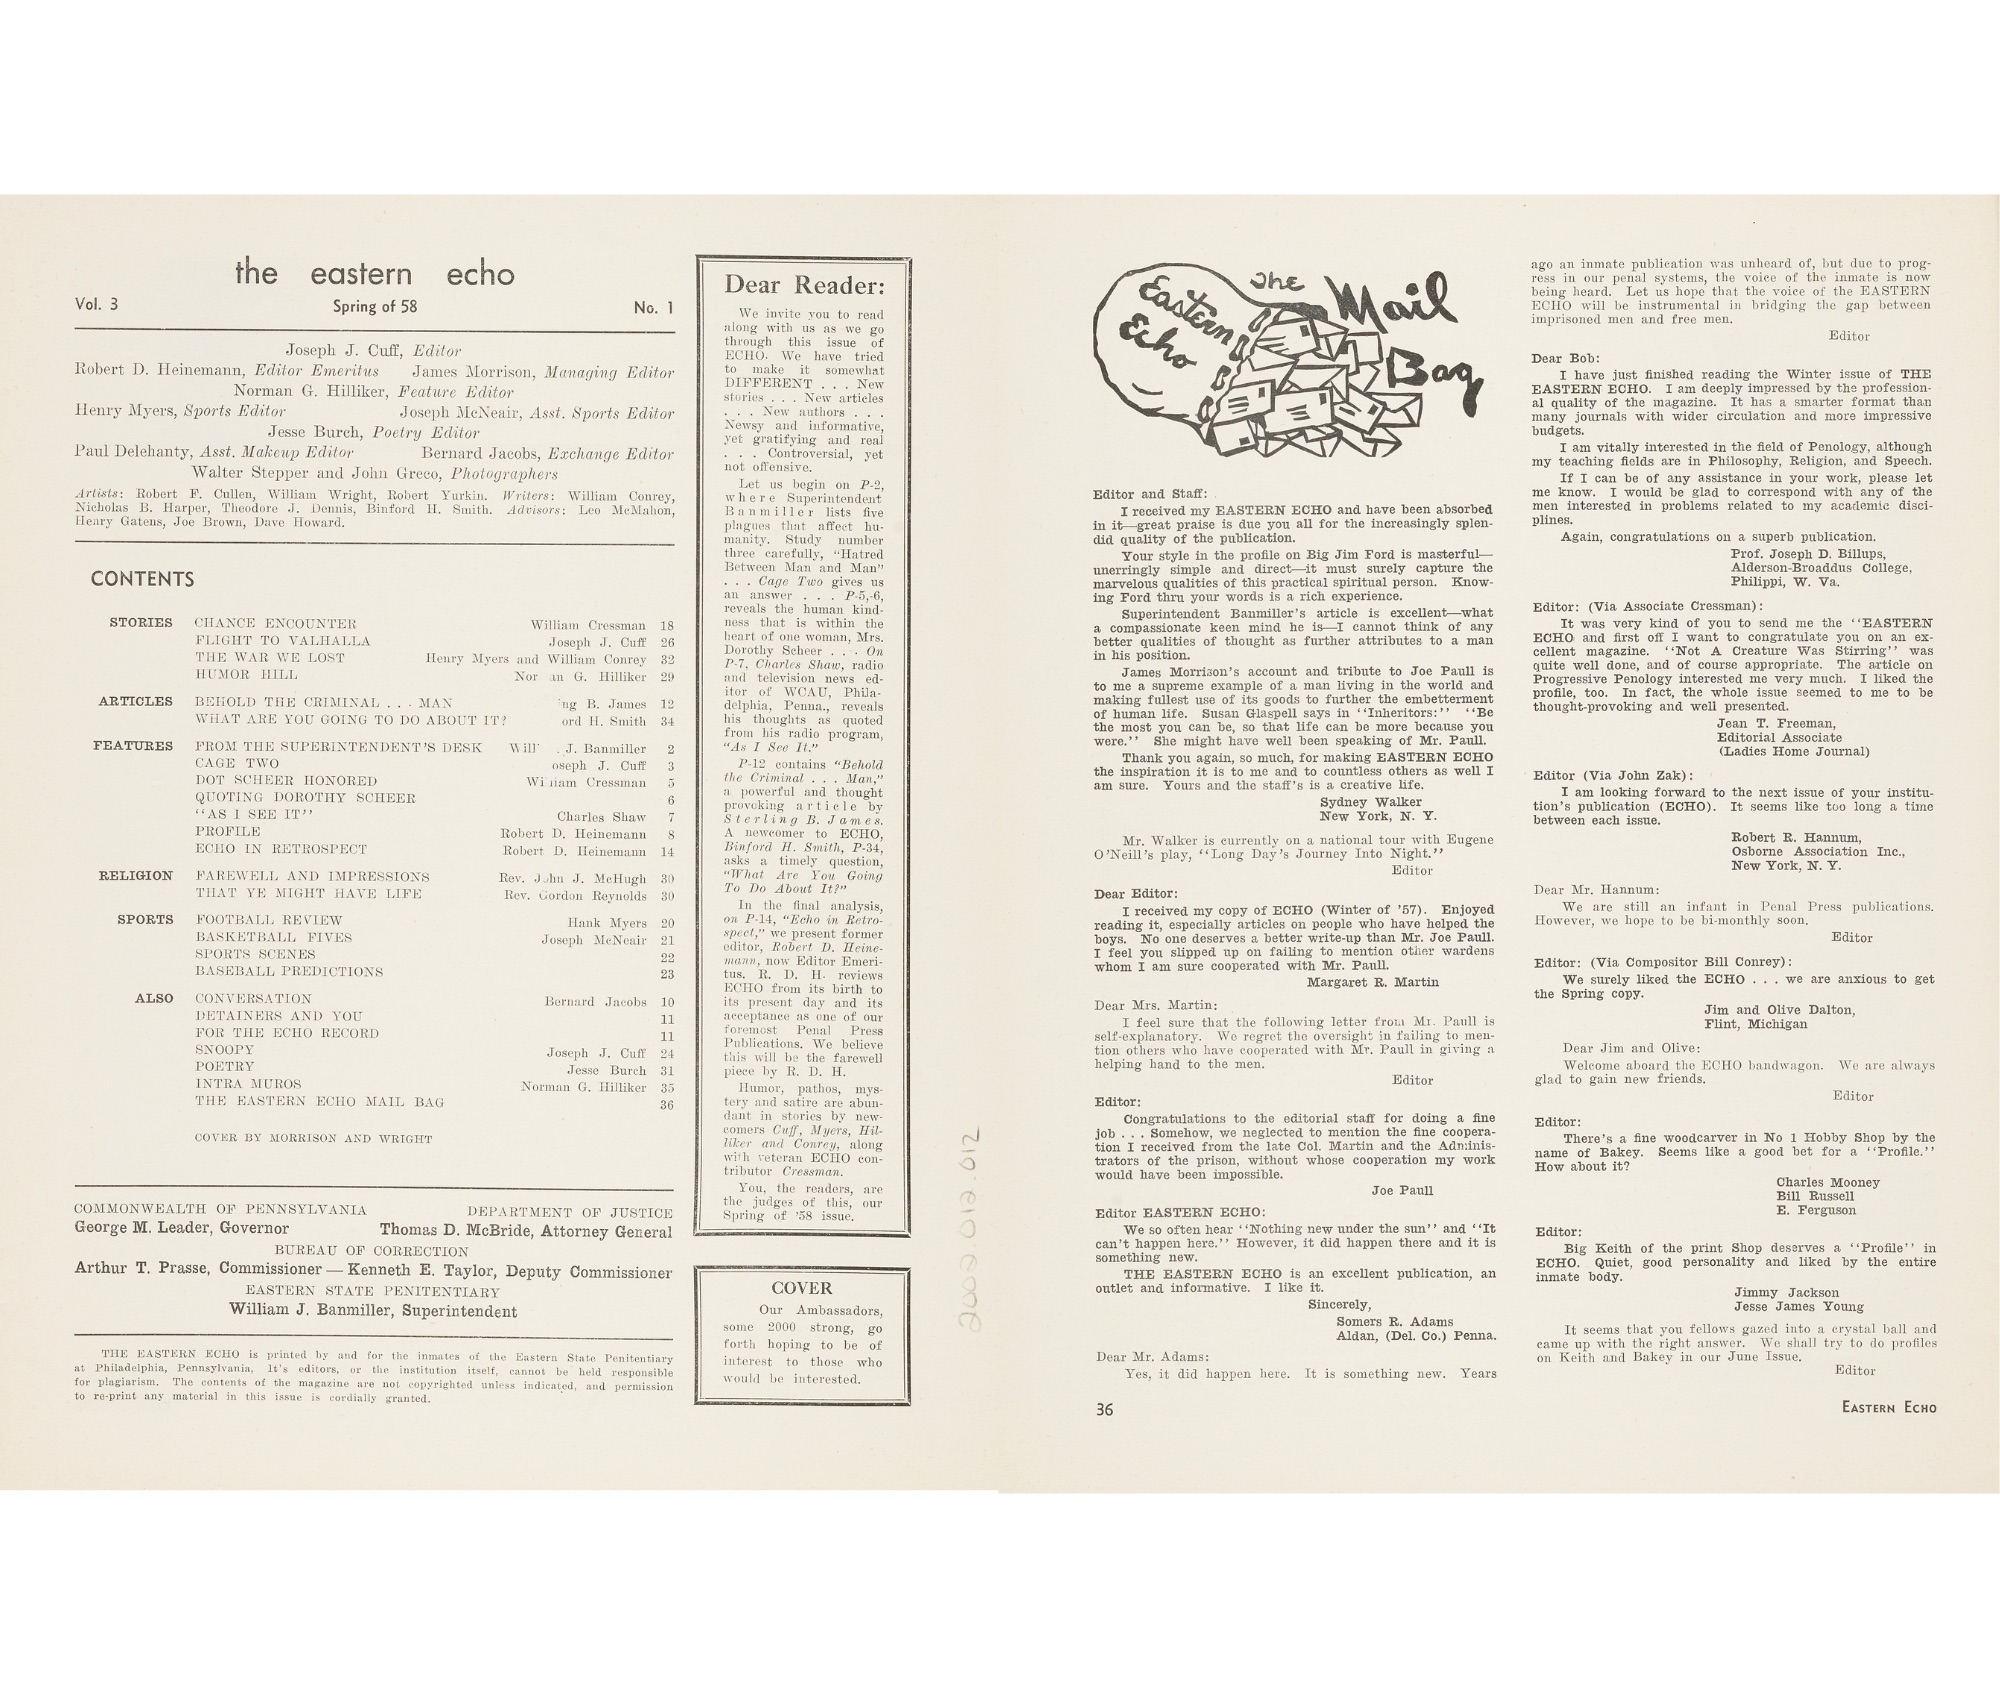 the eastern echo
Vol. 3 Spring of 58 No. 1
Joseph J. Cuff, Editor
Robert D. Heinemann, Editor Emeritus James Morrison, Managing Editor
Norman G. Hilliker, Feature Editor
Henry Myers, Sports Editor Joseph McNeair, Asst. Sports Editor
Jesse Burch, Poetry Editor
Paul Delehanty, Asst. Makeup Editor Bernard Jacobs, Exchange Editor
Walter Stepper and John Greco, Photographers
Artists: Robert F. Cullen, William Wright, Robert Yurkin. Writers: William Conrey,
Nicholas B. Harper, Theodore J. Dennis, Binford H. Smith. Advisors: Leo McMahon,
Henry Gatens, Joe Brown, Dave Howard.
CONTENTS
STORIES CHANCE ENCOUNTER William Cressman 18
FLIGHT TO VALHALLA Joseph J. Cuff 26
THE WAR WE LOST Henry Myers and William Conrey 32
HUMOR HILL an G. Hilliker 29
ARTICLES BEHOLD THE CRIMINAL . . . MAN ng B. James 12
WHAT ARE YOU GOING TO DO ABOUT IT? ord H. Smith 34
FEATURES FROM THE SUPERINTENDENT'S DESK Will J. Banmiller 2
CAGE TWO oseph J. Cuff 3
DOT SCHEER HONORED William Cressman 5
QUOTING DOROTHY SCHEER 6
"AS I SEE IT" Charles Shaw 7
PROFILE Robert D. Heinemann 8
ECHO IN RETROSPECT Robert D. Heinemann 14
RELIGION FAREWELL AND IMPRESSIONS Rev. John J. McHugh 30
THAT YE MIGHT HAVE LIFE Rev. Gordon Reynolds 30
SPORTS FOOTBALL REVIEW Hank Myers 20
BASKETBALL FIVES Joseph McNeair 21
SPORTS SCENES 22
BASEBALL PREDICTIONS 23
ALSO CONVERSATION Bernard Jacobs 10
DETAINERS AND YOU 11
FOR THE ECHO RECORD 11
SNOOPY Joseph J. Cuff 24
POETRY Jesse Burch 31
INTRA MUROS Norman G. Hilliker 35
THE EASTERN ECHO MAIL BAG 36
COVER BY MORRISON AND WRIGHT
COMMONWEALTH OF PENNSYLVANIA DEPARTMENT OF JUSTICE
George M. Leader, Governor Thomas D. McBride, Attorney General
BUREAU OF CORRECTION
Arthur T. Prasse, Commissioner — Kenneth E. Taylor, Deputy Commissioner
EASTERN STATE PENITENTIARY
William J. Banmiller, Superintendent
THE EASTERN ECHO is printed by and for the inmates of the Eastern State Penitentiary
at Philadelphia, Pennsylvania. It's editors, or the institution itself, cannot be held responsible
for plagiarism. The contents of the magazine are not copyrighted unless indicated, and permission
to re-print any material in this issue is cordially granted.
Dear Reader:
We invite you to read
along with us as we go
through this issue of
ECHO. We have tried
to make it somewhat
DIFFERENT . . . New
stories . . . New articles
. . . New authors . . .
Newsy and informative,
yet gratifying and real
. . . Controversial, yet
not offensive.
Let us begin on P-2,
where Superintendent
Banmiller lists five
plagues that affect hu-
manity. Study number
three carefully, "Hatred
Between Man and Man"
. . . Cage Two gives us
an answer . . . P-5,-6,
reveals the human kind-
ness that is within the
heart of one woman, Mrs.
Dorothy Scheer . . . On
P-7, Charles Shaw, radio
and television news ed-
itor of WCAU, Phila-
delphia, Penna., reveals
his thoughts as quoted
from his radio program,
"As I See It."
P-12 contains "Behold
the Criminal . . . Man,"
a powerful and thought
provoking article by
Sterling B. James.
A newcomer to ECHO,
Binford H. Smith, P-34,
asks a timely question,
"What Are You Going
To Do About It?"
In the final analysis,
on P-14, "Echo in Retro-
spect," we present former
editor, Robert D. Heine-
mann, now Editor Emeri-
tus. R. D. H. reviews
ECHO from its birth to
its present day and its
acceptance as one of our
foremost Penal Press
Publications. We believe
this will be the farewell
piece by R. D. H.
Humor, pathos, mys-
tery and satire are abun-
dant in stories by new-
comers Cuff, Myers, Hil-
liker and Conrey, along
with veteran ECHO con-
tributor Cressman.
You, the readers, are
the judges of this, our
Spring of '58 issue.
COVER
Our Ambassadors,
some 2000 strong, go
forth hoping to be of
interest to those who
would be interested.
2002.012.012
Eastern Echo
The Mail Bag
Editor and Staff:
I received my EASTERN ECHO and have been absorbed
in it—great praise is due you all for the increasingly splen-
did quality of the publication.
Your style in the profile on Big Jim Ford is masterful—
unerringly simple and direct—it must surely capture the
marvelous qualities of this practical spiritual person. Know-
ing Ford thru your words is a rich experience.
Superintendent Banmiller's article is excellent—what
a compassionate keen mind he is—I cannot think of any
better qualities of thought as further attributes to a man
in his position.
James Morrison's account and tribute to Joe Paull is
to me a supreme example of a man living in the world and
making fullest use of its goods to further the embetterment
of human life. Susan Glaspell says in "Inheritors:" "Be
the most you can be, so that life can be more because you
were." She might have well been speaking of Mr. Paull.
Thank you again, so much, for making EASTERN ECHO
the inspiration it is to me and to countless others as well I
am sure. Yours and the staff's is a creative life.
Sydney Walker
New York, N. Y.
Mr. Walker is currently on a national tour with Eugene
O'Neill's play, "Long Day's Journey Into Night."
Editor
Dear Editor:
I received my copy of ECHO (Winter of '57). Enjoyed
reading it, especially articles on people who have helped the
boys. No one deserves a better write-up than Mr. Joe Paull.
I feel you slipped up on failing to mention other wardens
whom I am sure cooperated with Mr. Paull.
Margaret R. Martin
Dear Mrs. Martin:
I feel sure that the following letter from Mr. Paull is
self-explanatory. We regret the oversight in failing to men-
tion others who have cooperated with Mr. Paull in giving a
helping hand to the men.
Editor
Editor:
Congratulations to the editorial staff for doing a fine
job . . . Somehow, we neglected to mention the fine coopera-
tion I received from the late Col. Martin and the Adminis-
trators of the prison, without whose cooperation my work
would have been impossible.
Joe Paull
Editor EASTERN ECHO:
We so often hear "Nothing new under the sun" and "It
can't happen here." However, it did happen there and it is
something new.
THE EASTERN ECHO is an excellent publication, an
outlet and informative. I like it.
Sincerely,
Somers R. Adams
Aldan, (Del. Co.) Penna.
Dear Mr. Adams:
Yes, it did happen here. It is something new. Years
36
ago an inmate publication was unheard of, but due to prog-
ress in our penal systems, the voice of the inmate is now
being heard. Let us hope that the voice of the EASTERN
ECHO will be instrumental in bridging the gap between
imprisoned men and free men.
Editor
Dear Bob:
I have just finished reading the Winter issue of THE
EASTERN ECHO. I am deeply impressed by the profession-
al quality of the magazine. It has a smarter format than
many journals with wider circulation and more impressive
budgets.
I am vitally interested in the field of Penology, although
my teaching fields are in Philosophy, Religion, and Speech.
If I can be of any assistance in your work, please let
me know. I would be glad to correspond with any of the
men interested in problems related to my academic disci-
plines.
Again, congratulations on a superb publication.
Prof. Joseph D. Billups,
Alderson-Broaddus College,
Philippi, W. Va.
Editor: (Via Associate Cressman):
It was very kind of you to send me the "EASTERN
ECHO and first off I want to congratulate you on an ex-
cellent magazine. "Not A Creature Was Stirring" was
quite well done, and of course appropriate. The article on
Progressive Penology interested me very much. I liked the
profile, too. In fact, the whole issue seemed to me to be
thought-provoking and well presented.
Jean T. Freeman,
Editorial Associate
(Ladies Home Journal)
Editor (Via John Zak):
I am looking forward to the next issue of your institu-
tion's publication (ECHO). It seems like too long a time
between each issue.
Robert R. Hannum,
Osborne Association Inc.,
New York, N. Y.
Dear Mr. Hannum:
We are still an infant in Penal Press publications.
However, we hope to be bi-monthly soon.
Editor
Editor: (Via Compositor Bill Conrey):
We surely liked the ECHO . . . we are anxious to get
the Spring copy.
Jim and Olive Dalton,
Flint, Michigan
Dear Jim and Olive:
Welcome aboard the ECHO bandwagon. We are always
glad to gain new friends.
Editor
Editor:
There's a fine woodcarver in No 1 Hobby Shop by the
name of Bakey. Seems like a good bet for a "Profile."
How about it?
Charles Mooney
Bill Russell
E. Ferguson
Editor:
Big Keith of the print Shop deserves a "Profile" in
ECHO. Quiet, good personality and liked by the entire
inmate body.
Jimmy Jackson
Jesse James Young
It seems that you fellows gazed into a crystal ball and
came up with the right answer. We shall try to do profiles
on Keith and Bakey in our June Issue.
Editor
EASTERN ECHO